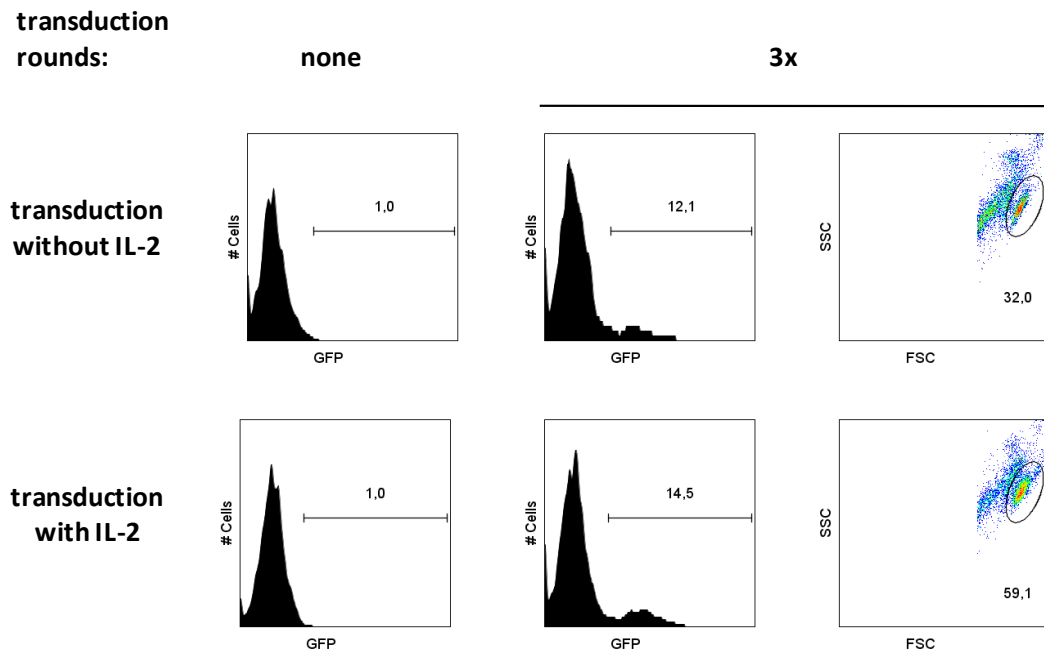 transduction
rounds:
none
3x
transduction
without IL-2
# Cells
1,0
GFP
# Cells
12,1
GFP
SSC
32,0
FSC
transduction
with IL-2
# Cells
1,0
GFP
# Cells
14,5
GFP
SSC
59,1
FSC